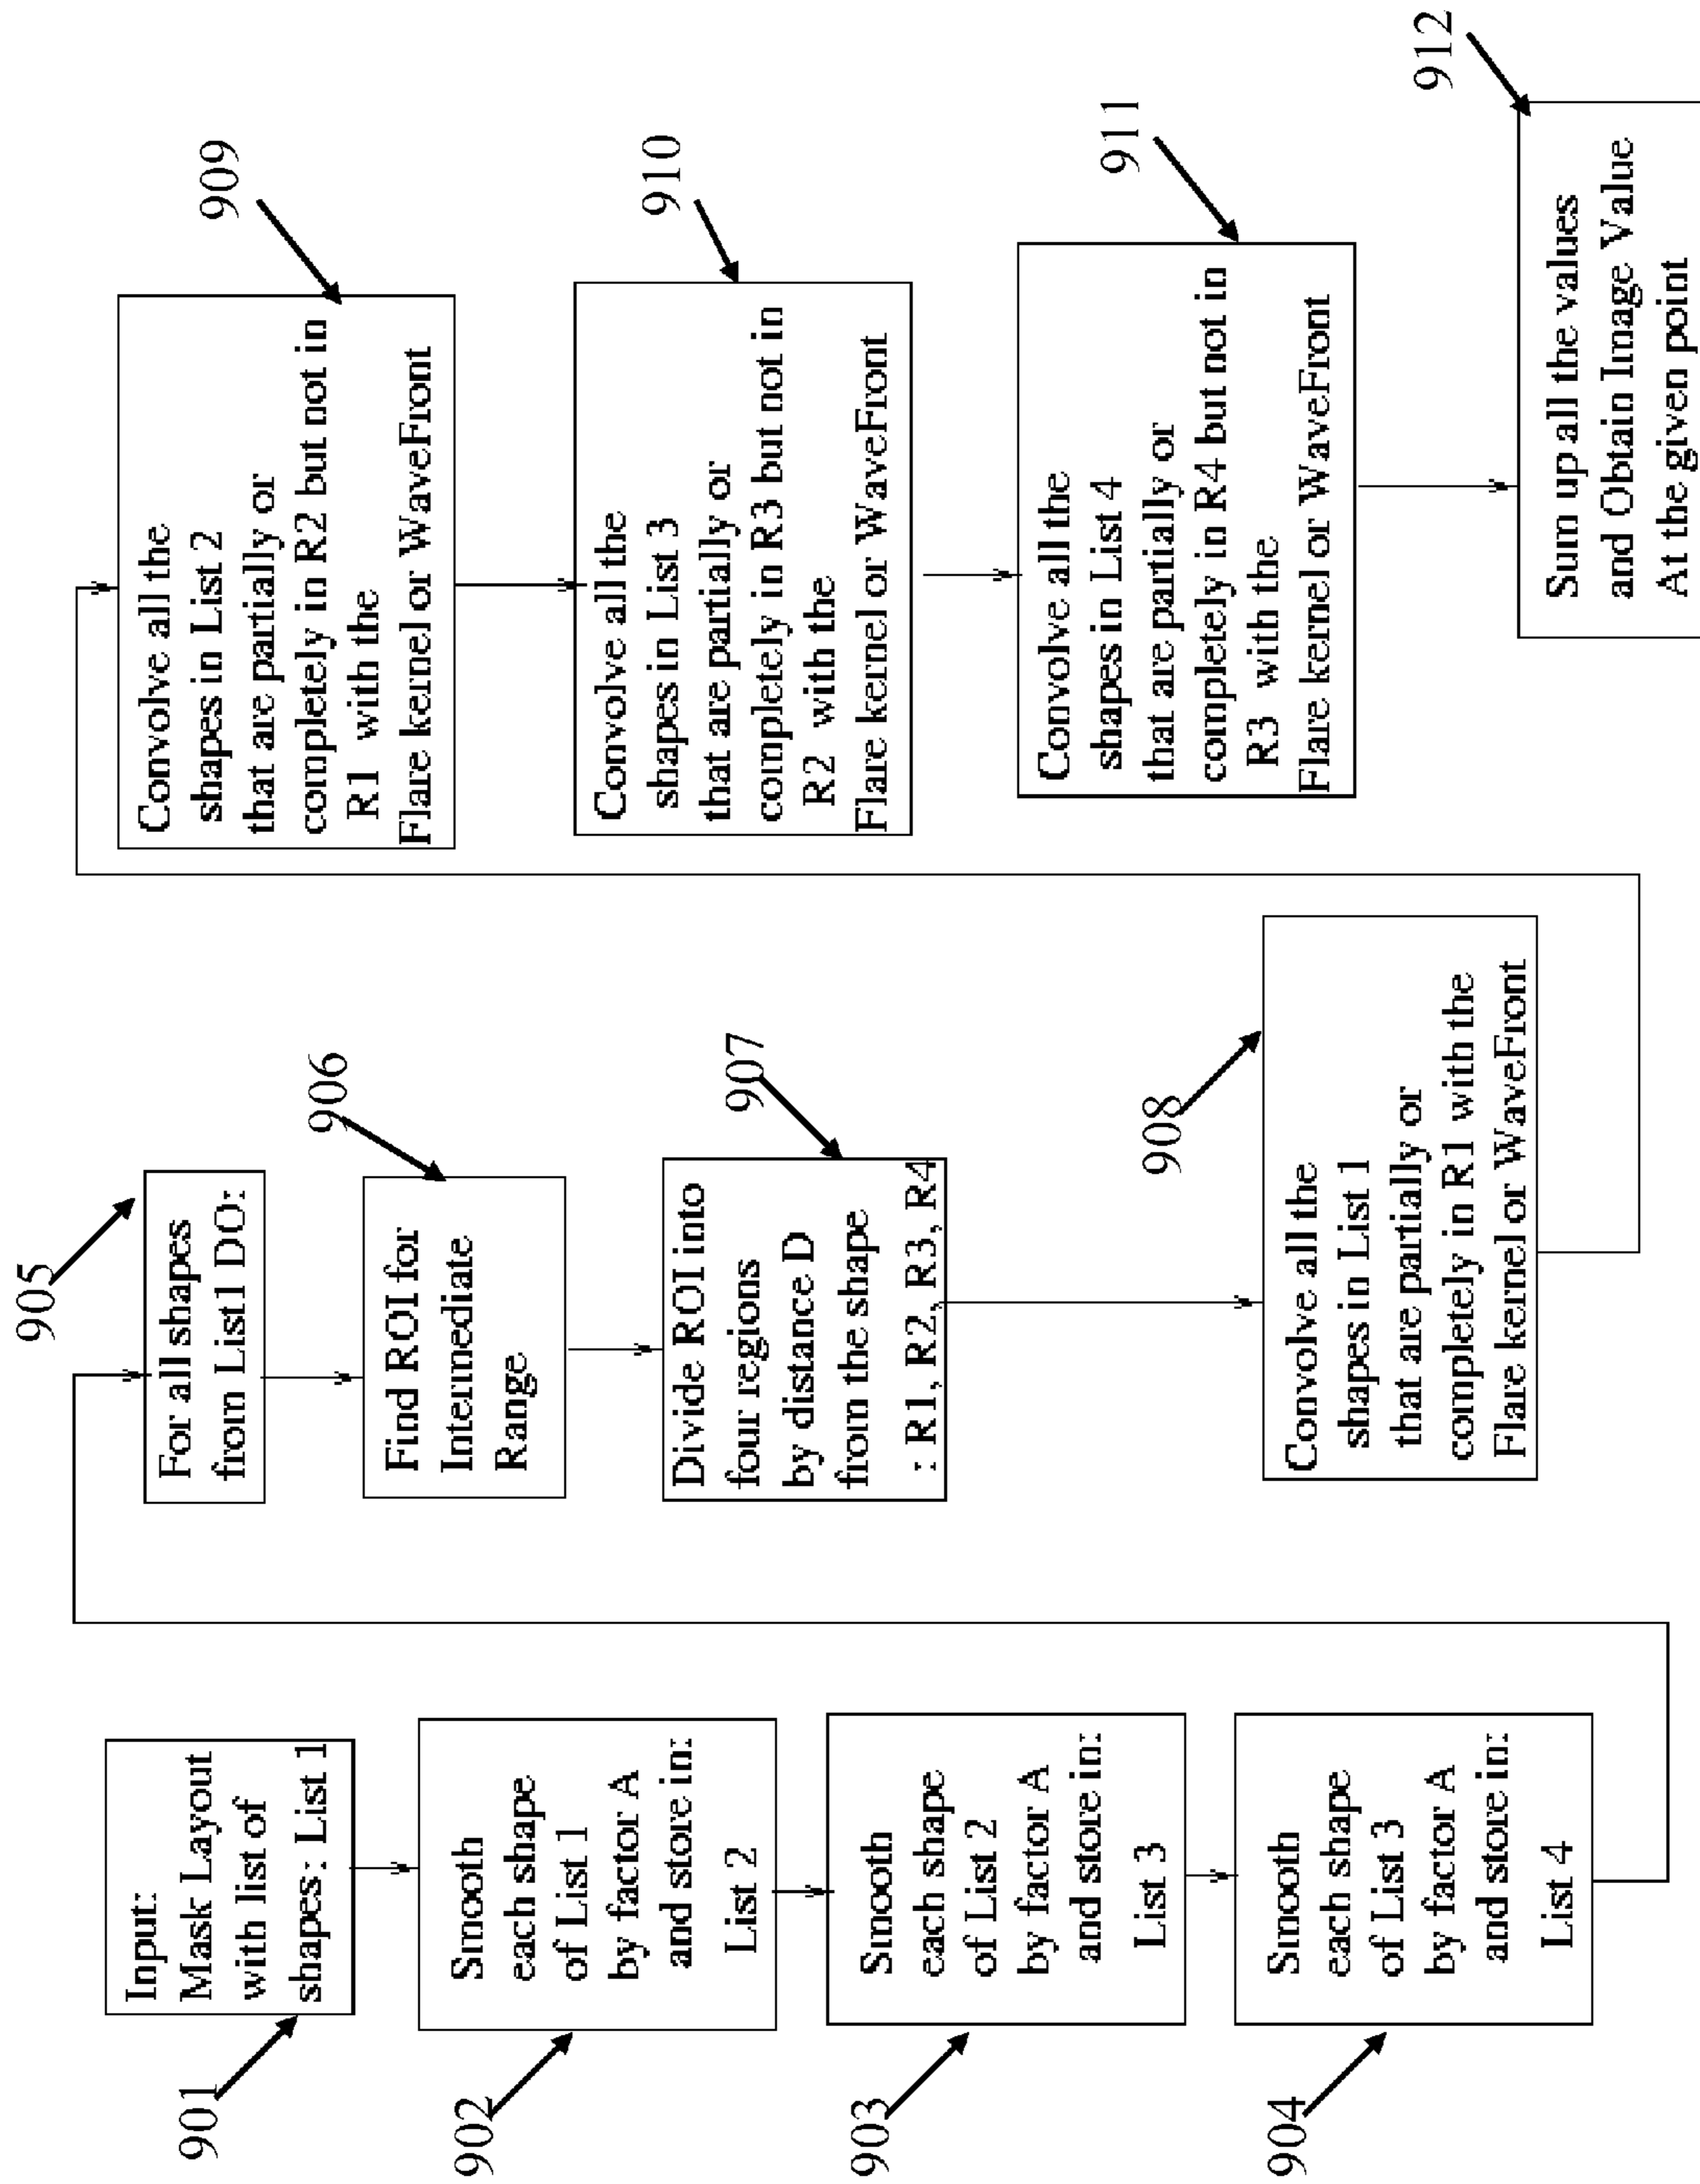 901
Input:
Mask Layout
with list of
shapes: List 1
902
Smooth
each shape
of List 1
by factor A
and store in:
List 2
903
Smooth
each shape
of List 2
by factor A
and store in:
List 3
904
Smooth
each shape
of List 3
by factor A
and store in:
List 4
905
For all shapes
from List1 DO:
906
Find ROI for
Intermediate
Range
907
Divide ROI into
four regions
by distance D
from the shape
: R1, R2, R3, R4
908
Convolve all the
shapes in List 1
that are partially or
completely in R1 with the
Flare kernel or WaveFront
909
Convolve all the
shapes in List 2
that are partially or
completely in R2 but not in
R1 with the
Flare kernel or WaveFront
910
Convolve all the
shapes in List 3
that are partially or
completely in R3 but not in
R2 with the
Flare kernel or WaveFront
911
Convolve all the
shapes in List 4
that are partially or
completely in R4 but not in
R3 with the
Flare kernel or WaveFront
912
Sum up all the values
and Obtain Image Value
At the given point